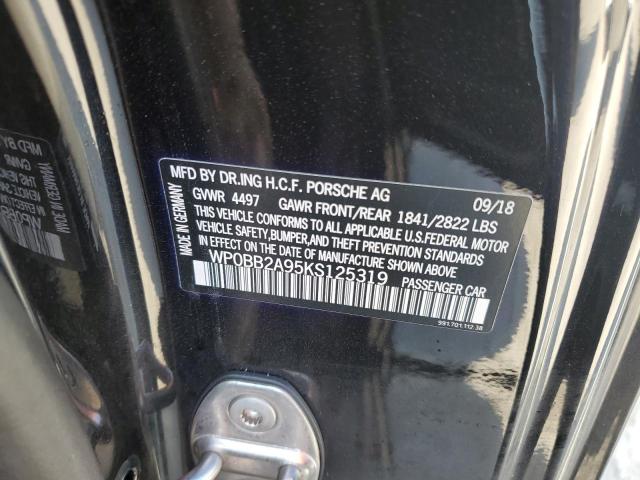 MFD BY DR.ING H.C.F. PORSCHE AG 09/18
GVWR 4497 GAWR FRONT/REAR 1841/2822 LBS
THIS VEHICLE CONFORMS TO ALL APPLICABLE U.S.FEDERAL MOTOR
VEHICLE SAFETY,BUMPER,AND THEFT PREVENTION STANDARDS
IN EFFECT ON THE DATE OF MANUFACTURE SHOWN ABOVE.
MADE IN GERMANY
WP0BB2A95KS125319 PASSENGER CAR
991.701.112.38